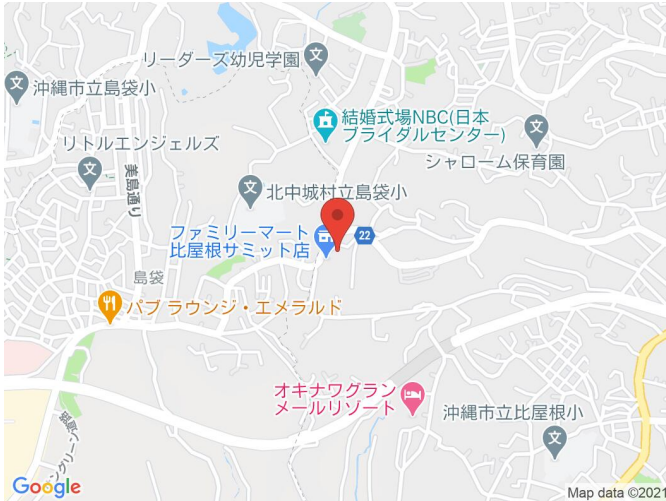 リーダーズ幼児学園
沖縄市立島袋小
結婚式場NBC(日本
ブライダルセンター)
リトルエンジェルズ
シャローム保育園
美島通り
北中城村立島袋小
ファミリーマート
比屋根サミット店
22
島袋
パブ ラウンジ・エメラルド
オキナワグラン
メールリゾート
沖縄市立比屋根小
Google
Map data ©2021